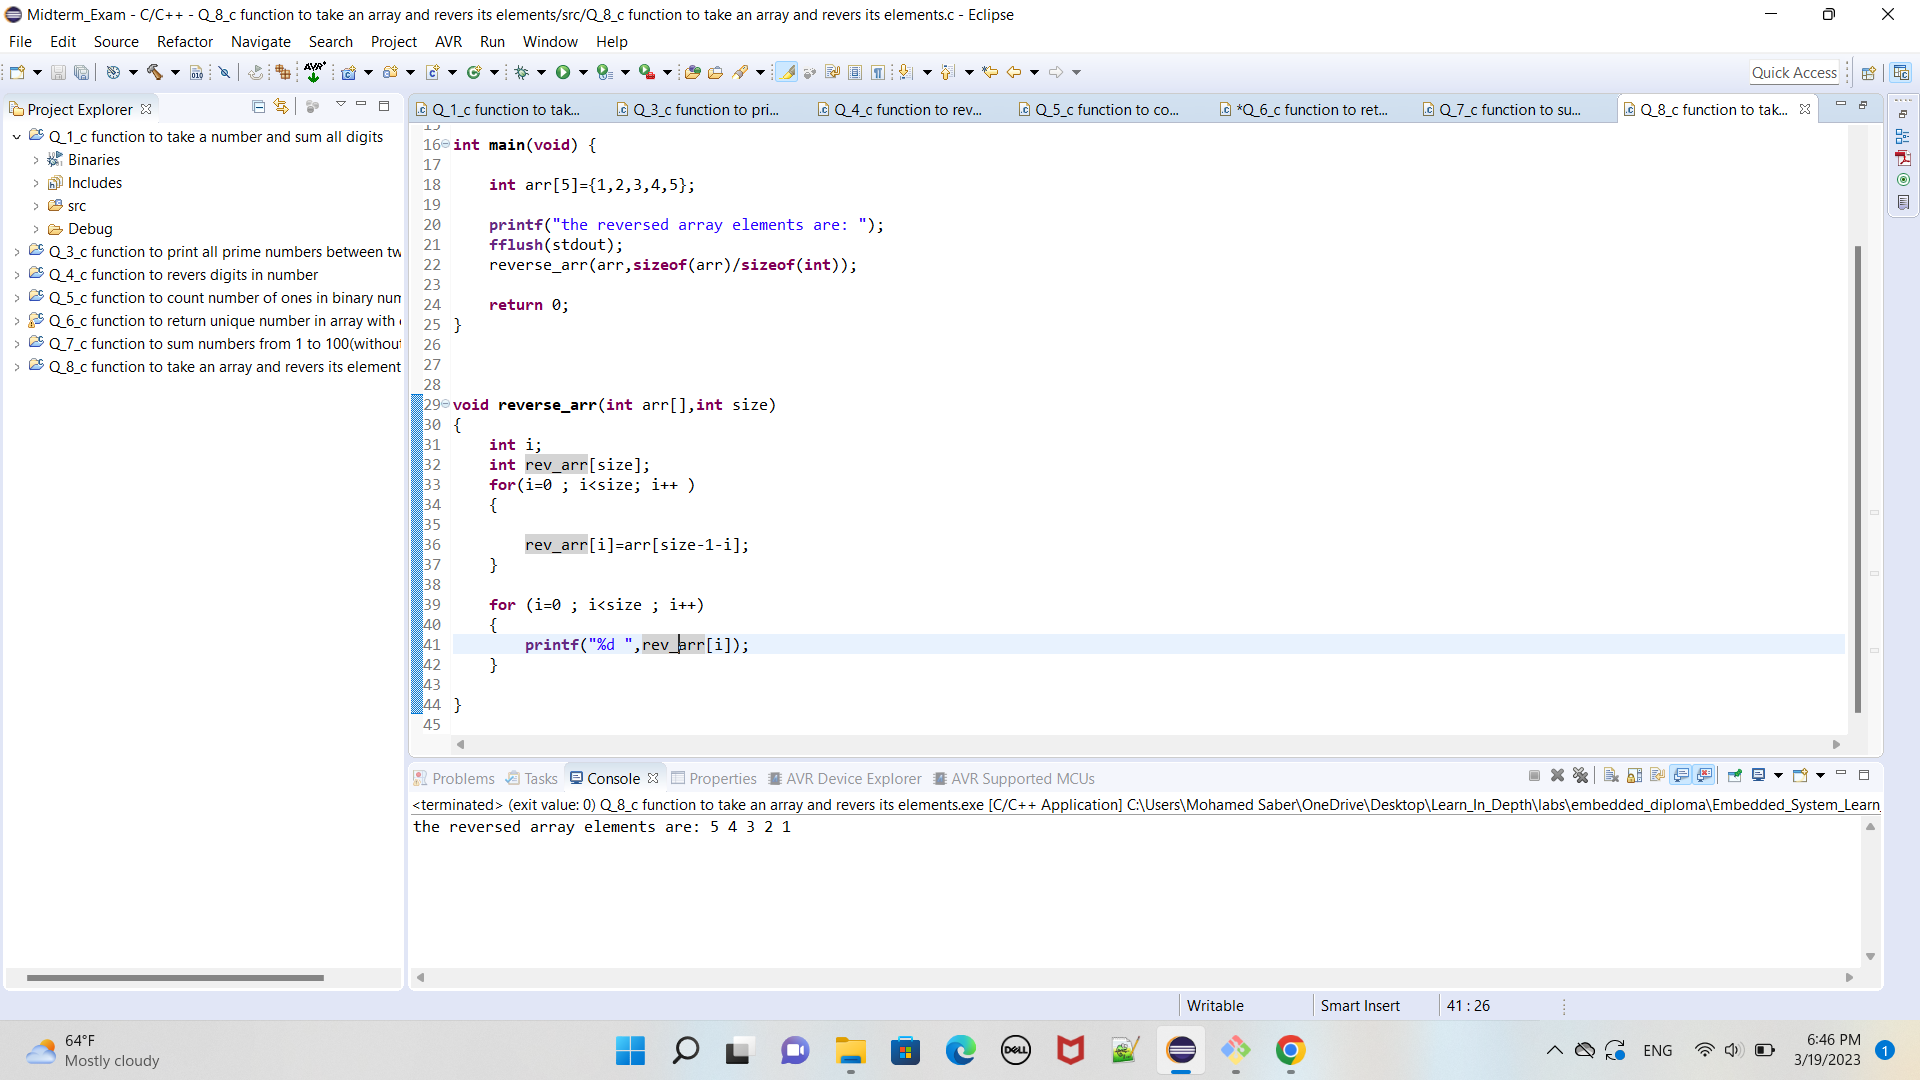 Midterm_Exam - C/C++ - Q_8_c function to take an array and revers its elements/src/Q_8_c function to take an array and revers its elements.c - Eclipse
File Edit Source Refactor Navigate Search Project AVR Run Window Help
Quick Access
Project Explorer
Q_1_c function to take a number and sum all digits
Binaries
Includes
src
Debug
Q_3_c function to print all prime numbers between tw
Q_4_c function to revers digits in number
Q_5_c function to count number of ones in binary num
Q_6_c function to return unique number in array with
Q_7_c function to sum numbers from 1 to 100(without
Q_8_c function to take an array and revers its element
Q_1_c function to tak... Q_3_c function to pri... Q_4_c function to rev... Q_5_c function to co... *Q_6_c function to ret... Q_7_c function to su... Q_8_c function to tak...
15
16 int main(void) {
17
18 int arr[5]={1,2,3,4,5};
19
20 printf("the reversed array elements are: ");
21 fflush(stdout);
22 reverse_arr(arr,sizeof(arr)/sizeof(int));
23
24 return 0;
25 }
26
27
28
29 void reverse_arr(int arr[],int size)
30 {
31 int i;
32 int rev_arr[size];
33 for(i=0 ; i<size; i++ )
34 {
35
36 rev_arr[i]=arr[size-1-i];
37 }
38
39 for (i=0 ; i<size ; i++)
40 {
41 printf("%d ",rev_arr[i]);
42 }
43
44 }
45
Problems Tasks Console Properties AVR Device Explorer AVR Supported MCUs
<terminated> (exit value: 0) Q_8_c function to take an array and revers its elements.exe [C/C++ Application] C:\Users\Mohamed Saber\OneDrive\Desktop\Learn_In_Depth\labs\embedded_diploma\Embedded_System_Learn_
the reversed array elements are: 5 4 3 2 1
Writable Smart Insert 41 : 26
64°F
Mostly cloudy
DELL
ENG
6:46 PM
3/19/2023
1